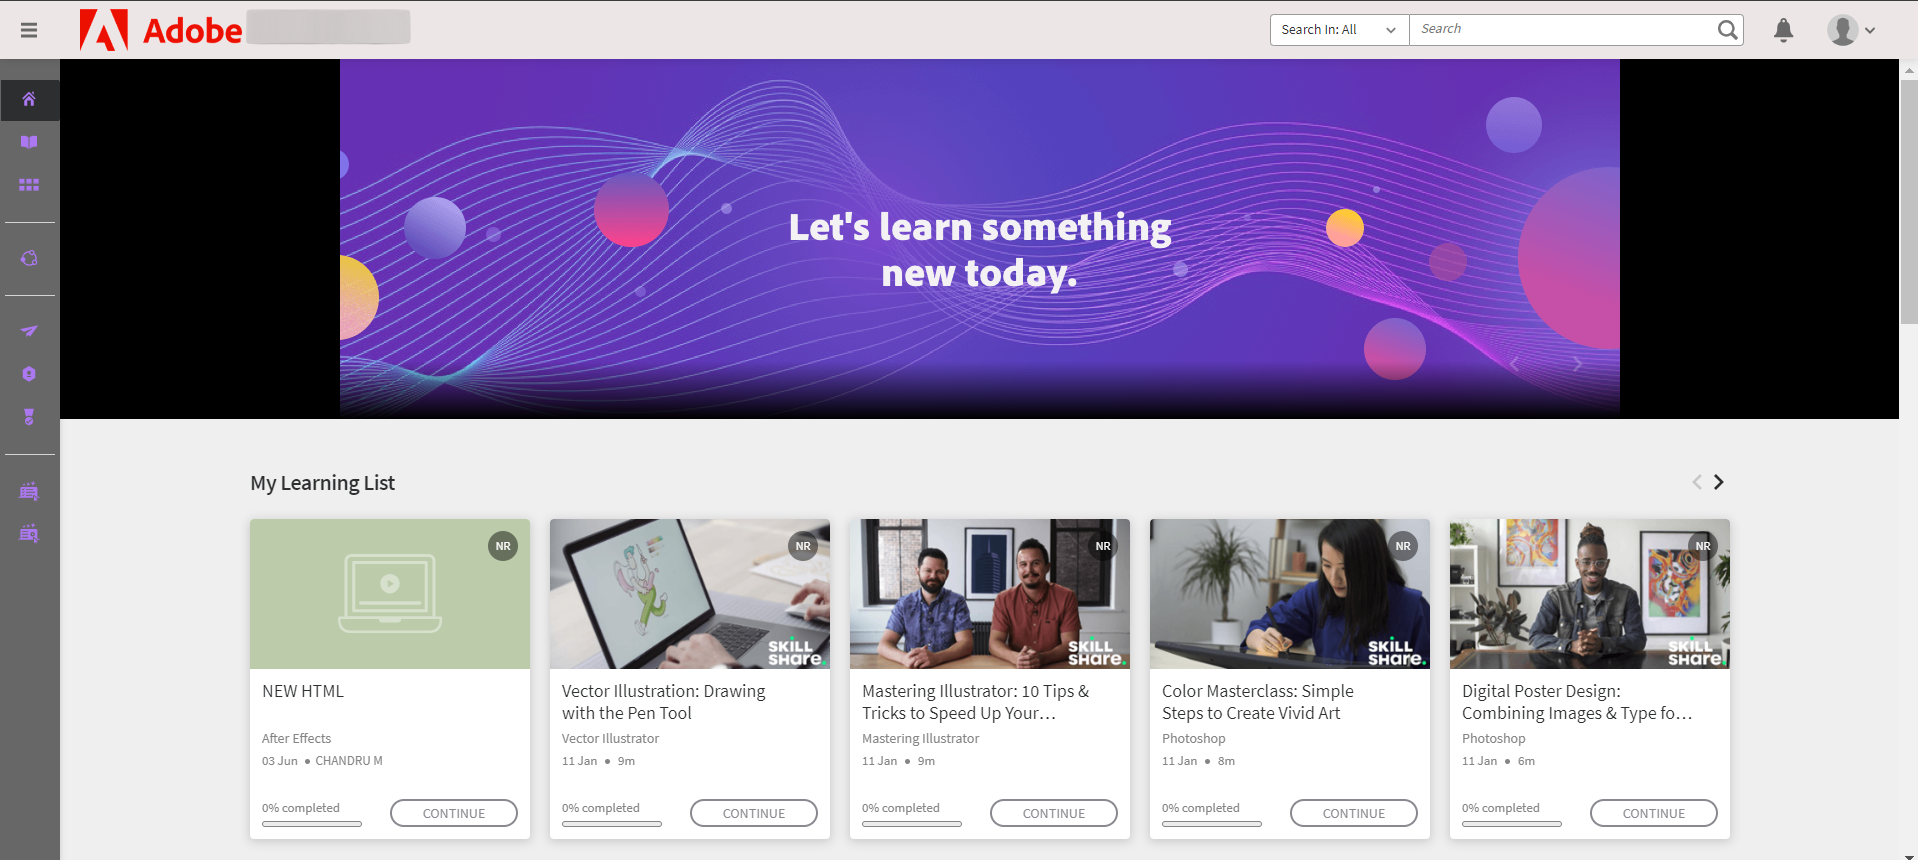 Adobe
Search In: All
Search
Let's learn something
new today.
My Learning List
NR
SKILL
SHARE.
NEW HTML
After Effects
03 Jun • CHANDRU M
0% completed
CONTINUE
NR
Vector Illustration: Drawing
with the Pen Tool
Vector Illustrator
11 Jan • 9m
0% completed
CONTINUE
NR
SKILL
SHARE.
Mastering Illustrator: 10 Tips &
Tricks to Speed Up Your…
Mastering Illustrator
11 Jan • 9m
0% completed
CONTINUE
NR
SKILL
SHARE.
Color Masterclass: Simple
Steps to Create Vivid Art
Photoshop
11 Jan • 8m
0% completed
CONTINUE
NR
SKILL
SHARE.
Digital Poster Design:
Combining Images & Type fo…
Photoshop
11 Jan • 6m
0% completed
CONTINUE